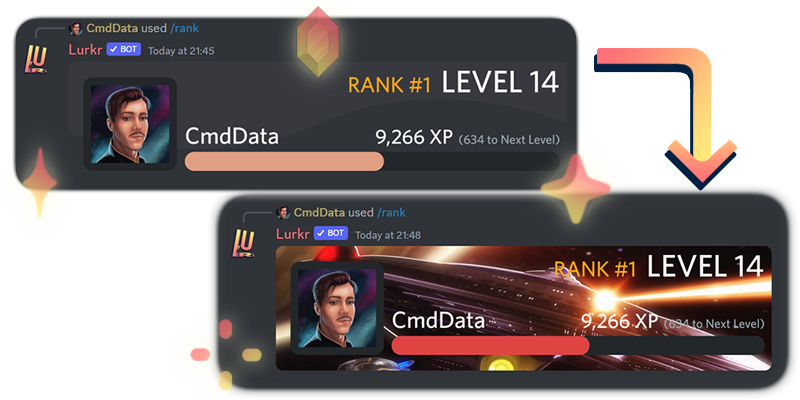 CmdData used /rank
Lurkr ✓ BOT Today at 21:45
RANK #1 LEVEL 14
CmdData 9,266 XP (634 to Next Level)
CmdData used /rank
Lurkr ✓ BOT Today at 21:48
RANK #1 LEVEL 14
CmdData 9,266 XP (634 to Next Level)